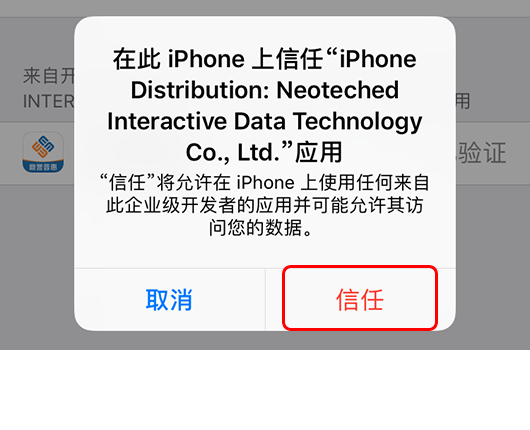 在此 iPhone 上信任“iPhone
Distribution: Neoteched
Interactive Data Technology
Co., Ltd.”应用
“信任”将允许在 iPhone 上使用任何来自
此企业级开发者的应用并可能允许其访
问您的数据。
取消
信任
来自开
INTER
用
验证